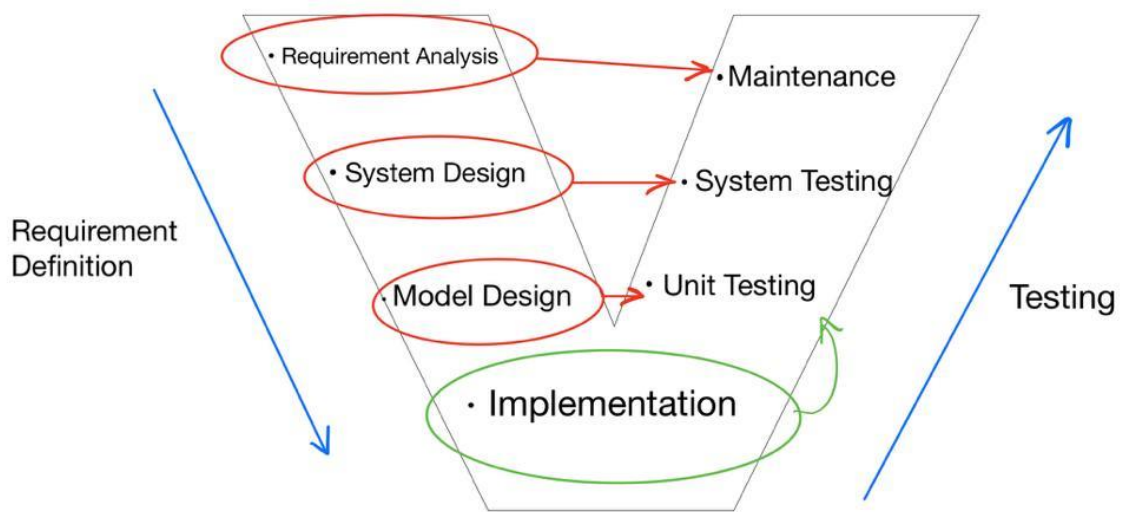 · Requirement Analysis
· Maintenance
· System Design
· System Testing
Requirement
Definition
· Model Design
· Unit Testing
Testing
· Implementation